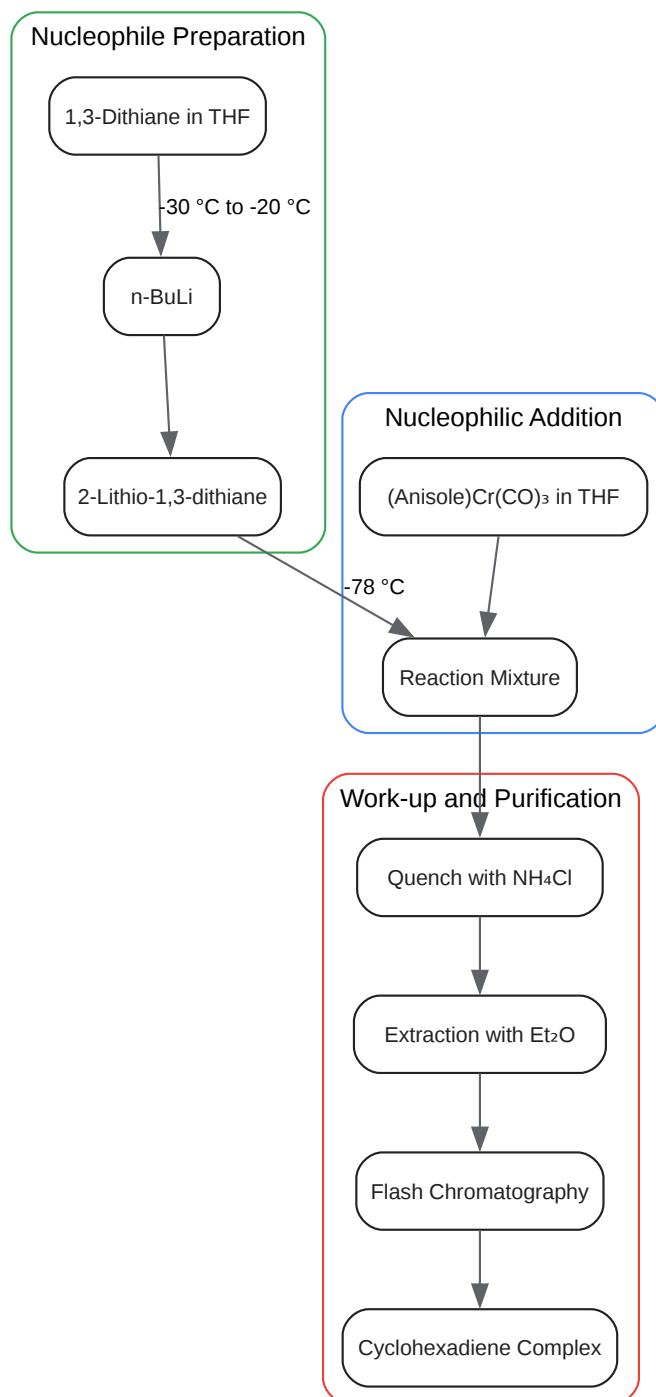 Nucleophile Preparation
1,3-Dithiane in THF
-30 °C to -20 °C
n-BuLi
2-Lithio-1,3-dithiane
Nucleophilic Addition
(Anisole)Cr(CO)₃ in THF
-78 °C
Reaction Mixture
Work-up and Purification
Quench with NH₄Cl
Extraction with Et₂O
Flash Chromatography
Cyclohexadiene Complex